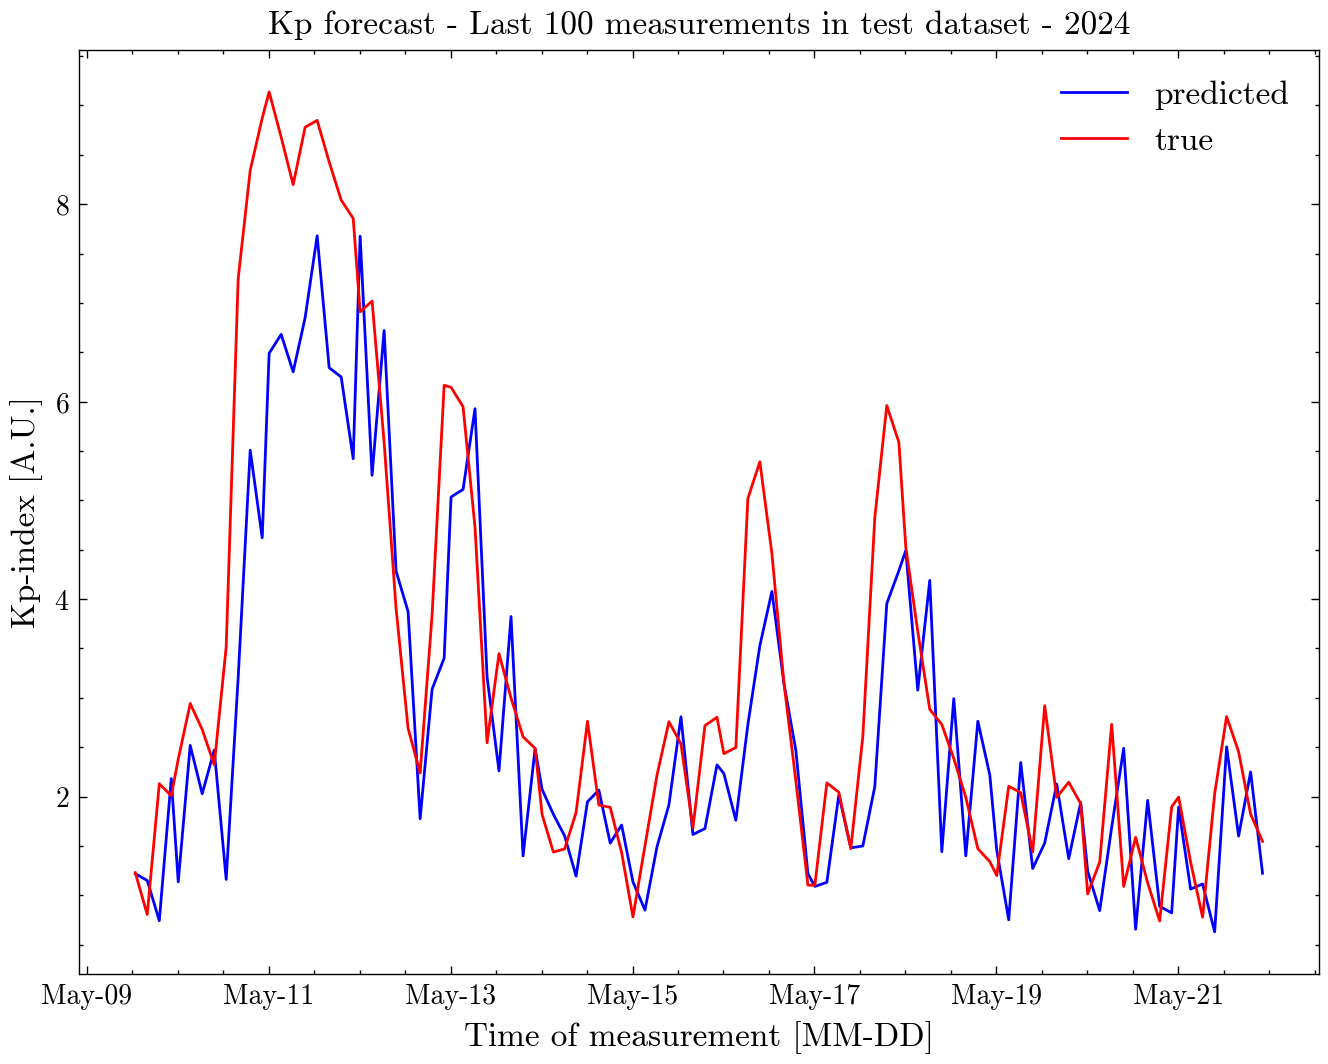 Kp forecast - Last 100 measurements in test dataset - 2024
predicted
true
8
6
4
2
Kp-index [A.U.]
May-09 May-11 May-13 May-15 May-17 May-19 May-21
Time of measurement [MM-DD]